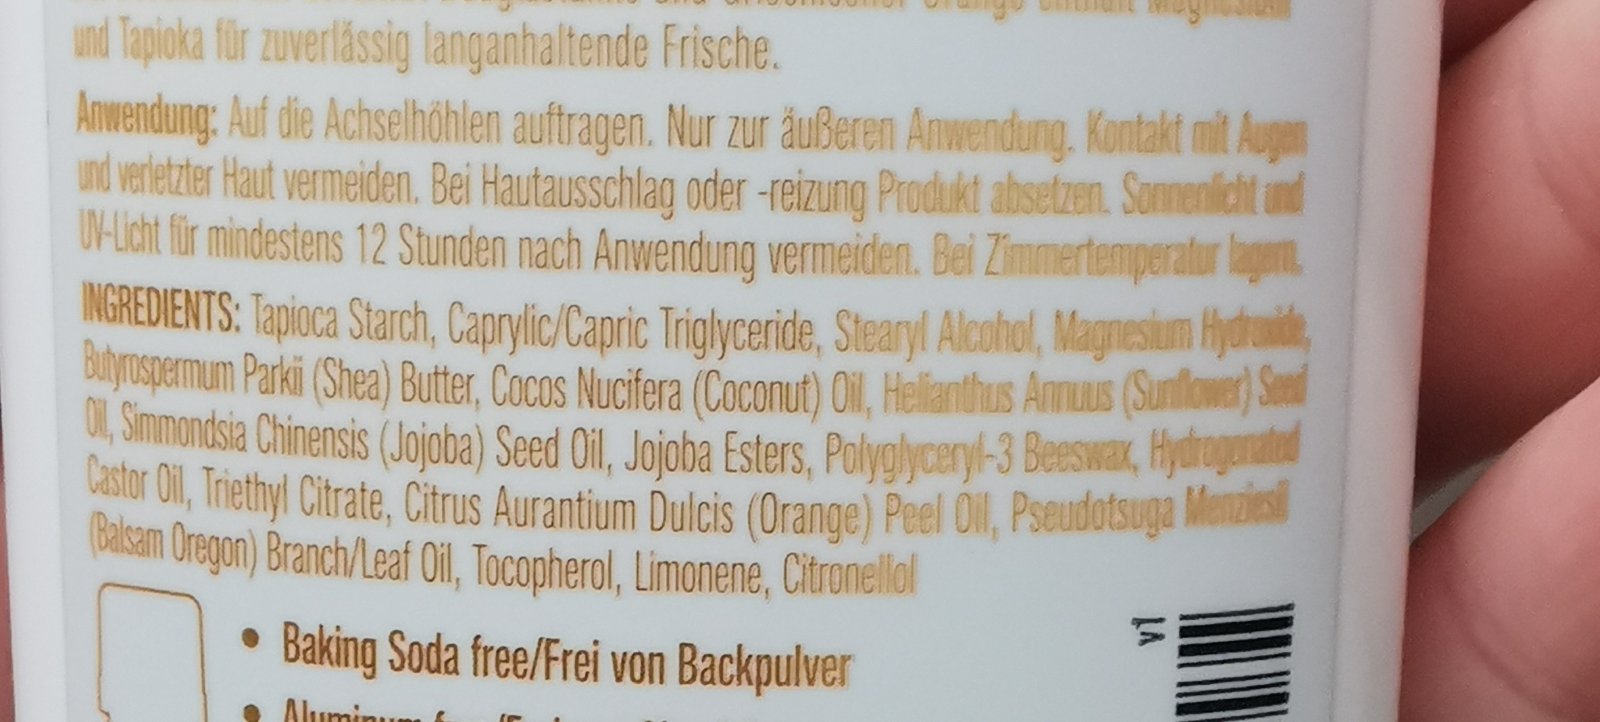 und Tapioka für zuverlässig langanhaltende Frische.
Anwendung: Auf die Achselhöhlen auftragen. Nur zur äußeren Anwendung. Kontakt mit Augen
und verletzter Haut vermeiden. Bei Hautausschlag oder -reizung Produkt absetzen. Sonnenlicht und
UV-Licht für mindestens 12 Stunden nach Anwendung vermeiden. Bei Zimmertemperatur lagern.
INGREDIENTS: Tapioca Starch, Caprylic/Capric Triglyceride, Stearyl Alcohol, Magnesium Hydroxide,
Butyrospermum Parkii (Shea) Butter, Cocos Nucifera (Coconut) Oil, Helianthus Annuus (Sunflower) Seed
Oil, Simmondsia Chinensis (Jojoba) Seed Oil, Jojoba Esters, Polyglyceryl-3 Beeswax, Hydrogenated
Castor Oil, Triethyl Citrate, Citrus Aurantium Dulcis (Orange) Peel Oil, Pseudotsuga Menziesii
(Balsam Oregon) Branch/Leaf Oil, Tocopherol, Limonene, Citronellol
• Baking Soda free/Frei von Backpulver
v1